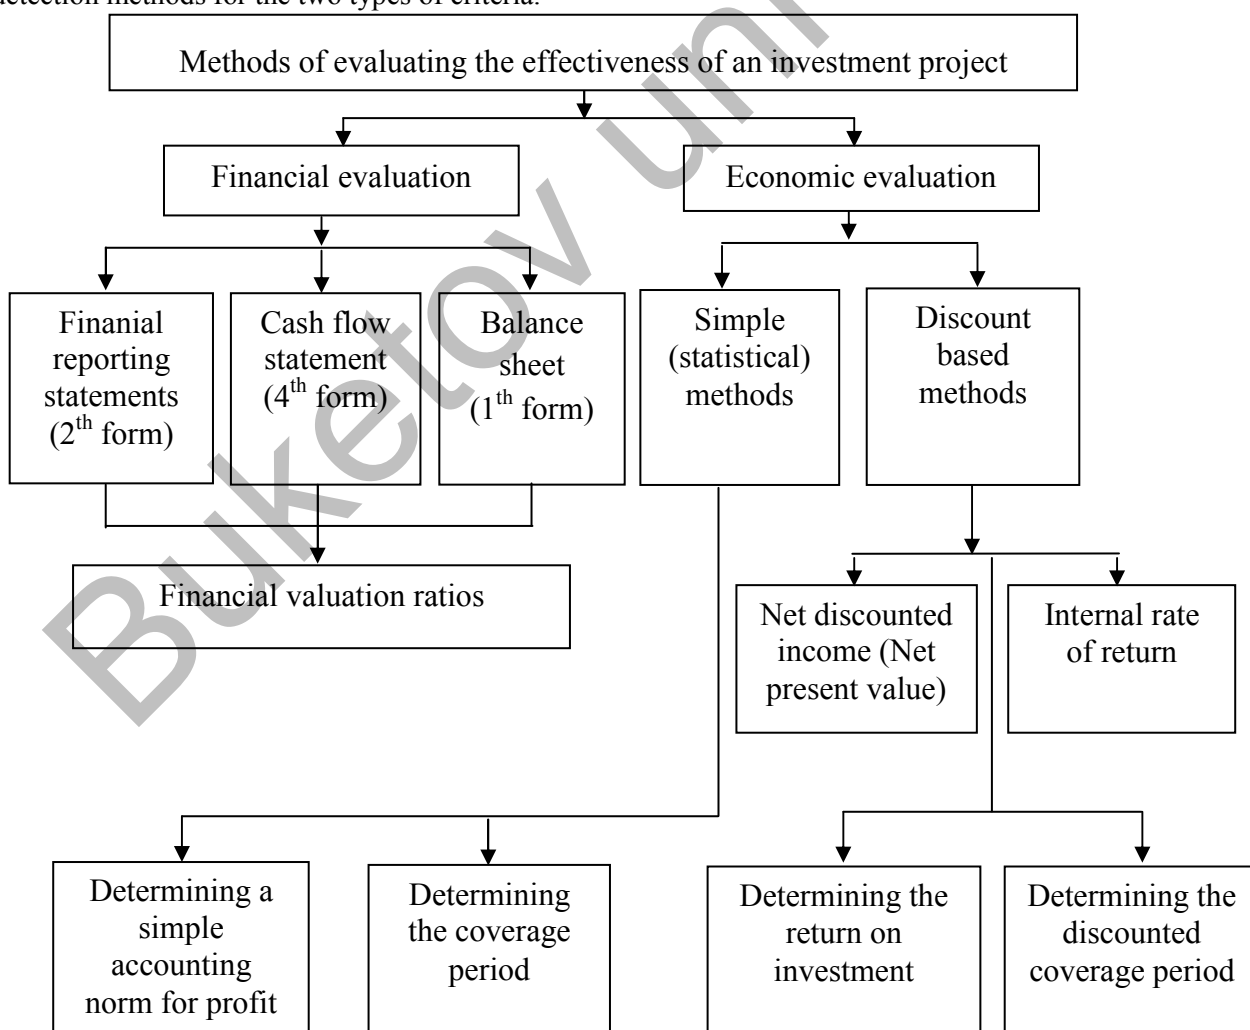 detection methods for the two types of criteria.
Methods of evaluating the effectiveness of an investment project
Financial evaluation
Economic evaluation
Finanial
reporting
statements
(2th form)
Cash flow
statement
(4th form)
Balance
sheet
(1th form)
Simple
(statistical)
methods
Discount
based
methods
Financial valuation ratios
Net discounted
income (Net
present value)
Internal rate
of return
Determining a
simple
accounting
norm for profit
Determining
the coverage
period
Determining the
return on
investment
Determining the
discounted
coverage period
Buketov uni